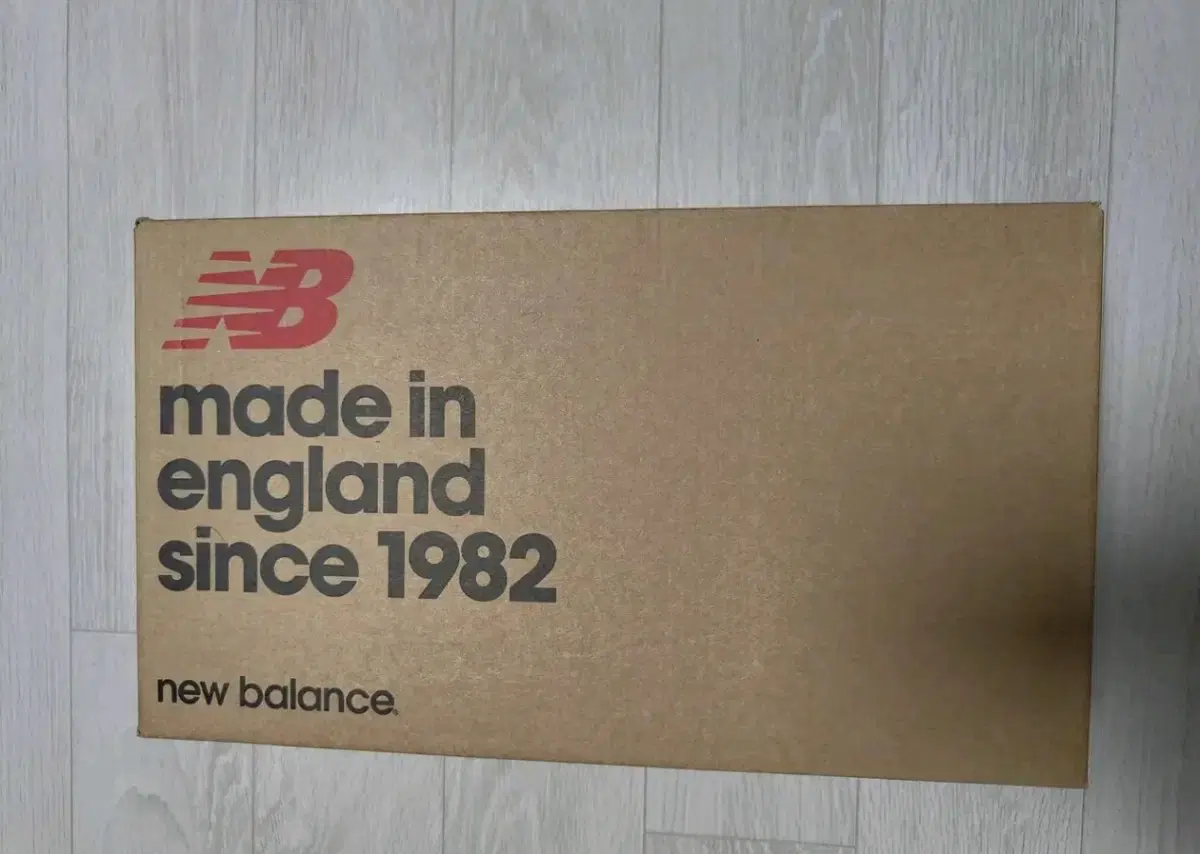 NB
made in
england
since 1982
new balance